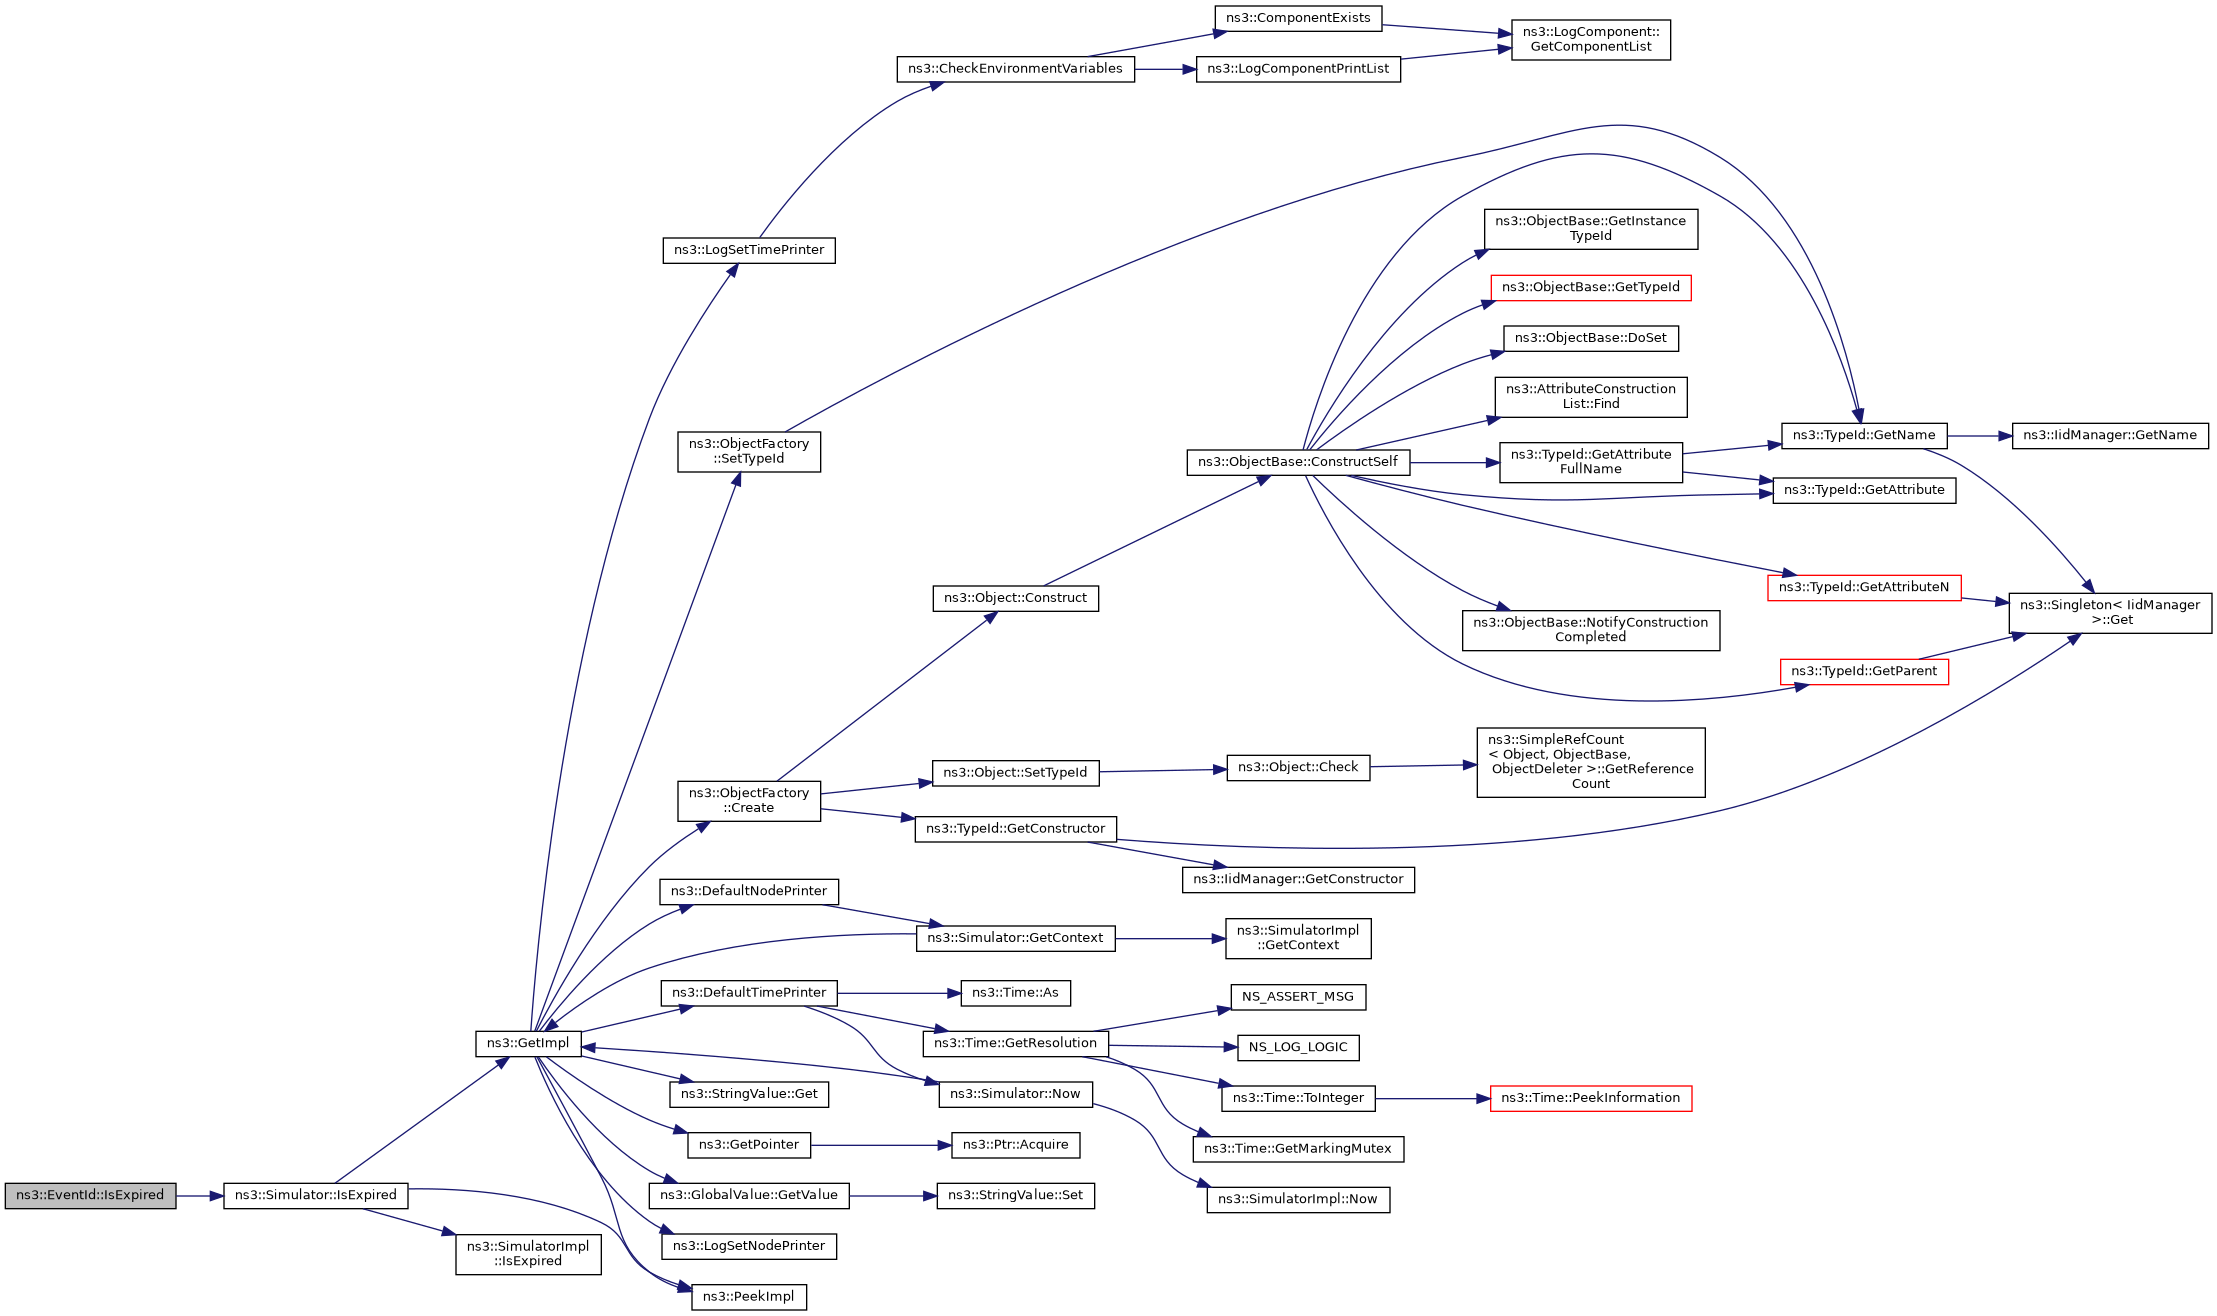 ns3::EventId::IsExpired
ns3::Simulator::IsExpired
ns3::GetImpl
ns3::SimulatorImpl
::IsExpired
ns3::LogSetTimePrinter
ns3::ObjectFactory
::SetTypeId
ns3::ObjectFactory
::Create
ns3::DefaultNodePrinter
ns3::DefaultTimePrinter
ns3::StringValue::Get
ns3::GetPointer
ns3::GlobalValue::GetValue
ns3::LogSetNodePrinter
ns3::PeekImpl
ns3::CheckEnvironmentVariables
ns3::Object::Construct
ns3::Object::SetTypeId
ns3::TypeId::GetConstructor
ns3::Simulator::GetContext
ns3::Time::As
ns3::Time::GetResolution
ns3::Simulator::Now
ns3::Ptr::Acquire
ns3::StringValue::Set
ns3::ComponentExists
ns3::LogComponentPrintList
ns3::ObjectBase::ConstructSelf
ns3::Object::Check
ns3::IidManager::GetConstructor
ns3::SimulatorImpl
::GetContext
NS_ASSERT_MSG
NS_LOG_LOGIC
ns3::Time::ToInteger
ns3::Time::GetMarkingMutex
ns3::SimulatorImpl::Now
ns3::LogComponent::
GetComponentList
ns3::ObjectBase::GetInstance
TypeId
ns3::ObjectBase::GetTypeId
ns3::ObjectBase::DoSet
ns3::AttributeConstruction
List::Find
ns3::TypeId::GetAttribute
FullName
ns3::ObjectBase::NotifyConstruction
Completed
ns3::SimpleRefCount
< Object, ObjectBase,
ObjectDeleter >::GetReference
Count
ns3::Time::PeekInformation
ns3::TypeId::GetName
ns3::TypeId::GetAttribute
ns3::TypeId::GetAttributeN
ns3::TypeId::GetParent
ns3::IidManager::GetName
ns3::Singleton< IidManager
>::Get